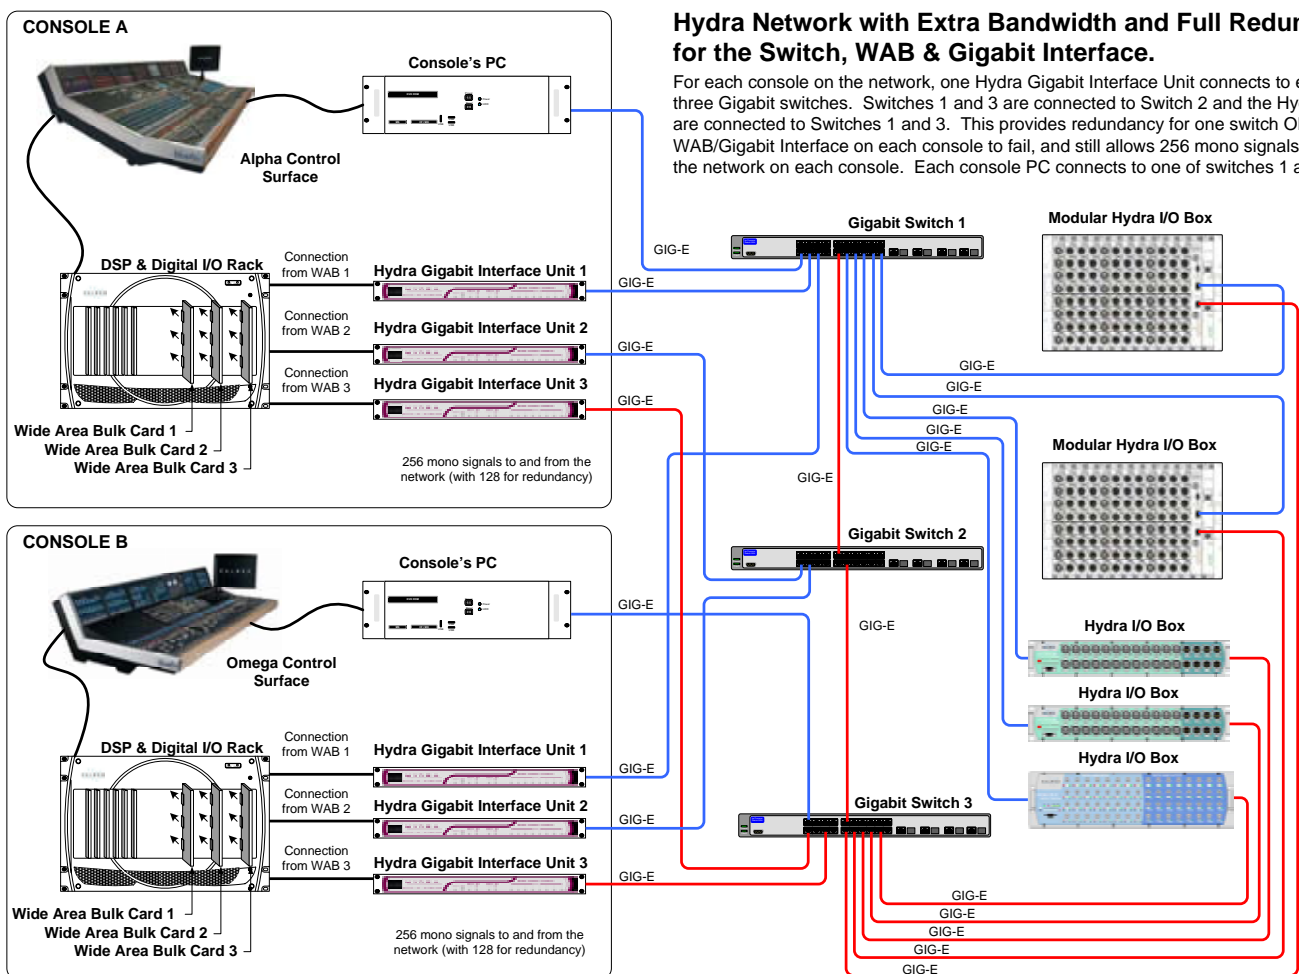 CONSOLE A
Console's PC
Alpha Control
Surface
DSP & Digital I/O Rack
Connection
from WAB 1
Hydra Gigabit Interface Unit 1
Connection
from WAB 2
Hydra Gigabit Interface Unit 2
Connection
from WAB 3
Hydra Gigabit Interface Unit 3
Wide Area Bulk Card 1
Wide Area Bulk Card 2
Wide Area Bulk Card 3
256 mono signals to and from the
network (with 128 for redundancy)
GIG-E
GIG-E
GIG-E
GIG-E
CONSOLE B
Console's PC
Omega Control
Surface
DSP & Digital I/O Rack
Connection
from WAB 1
Hydra Gigabit Interface Unit 1
Connection
from WAB 2
Hydra Gigabit Interface Unit 2
Connection
from WAB 3
Hydra Gigabit Interface Unit 3
Wide Area Bulk Card 1
Wide Area Bulk Card 2
Wide Area Bulk Card 3
256 mono signals to and from the
network (with 128 for redundancy)
GIG-E
GIG-E
GIG-E
GIG-E
Hydra Network with Extra Bandwidth and Full Redun
for the Switch, WAB & Gigabit Interface.
For each console on the network, one Hydra Gigabit Interface Unit connects to e
three Gigabit switches. Switches 1 and 3 are connected to Switch 2 and the Hy
are connected to Switches 1 and 3. This provides redundancy for one switch O
WAB/Gigabit Interface on each console to fail, and still allows 256 mono signals
the network on each console. Each console PC connects to one of switches 1 a
Gigabit Switch 1
Modular Hydra I/O Box
GIG-E
GIG-E
GIG-E
GIG-E
GIG-E
GIG-E
Modular Hydra I/O Box
Gigabit Switch 2
GIG-E
Hydra I/O Box
Hydra I/O Box
Hydra I/O Box
Gigabit Switch 3
GIG-E
GIG-E
GIG-E
GIG-E
GIG-E